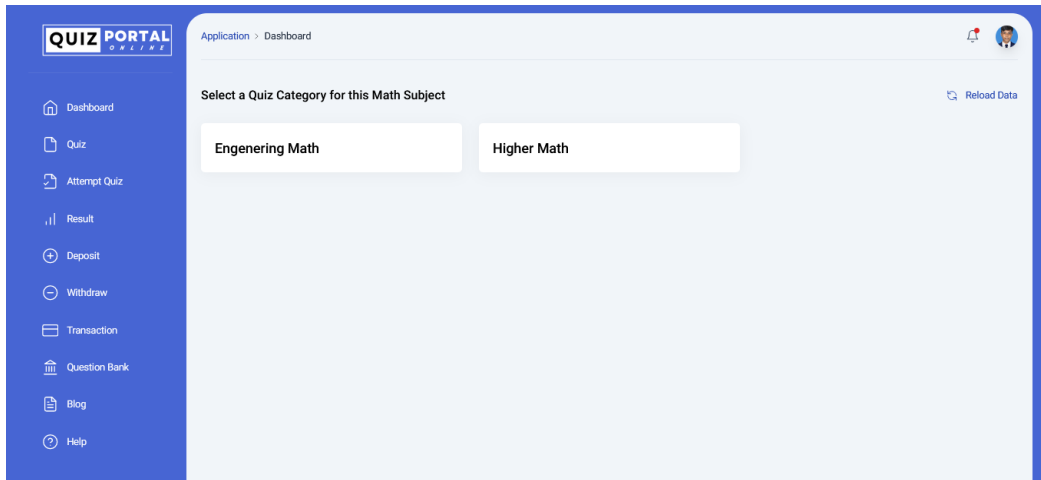 QUIZ PORTAL
ONLINE
Application > Dashboard
Dashboard
Quiz
Attempt Quiz
Result
Deposit
Withdraw
Transaction
Question Bank
Blog
Help
Select a Quiz Category for this Math Subject
Reload Data
Engenering Math
Higher Math